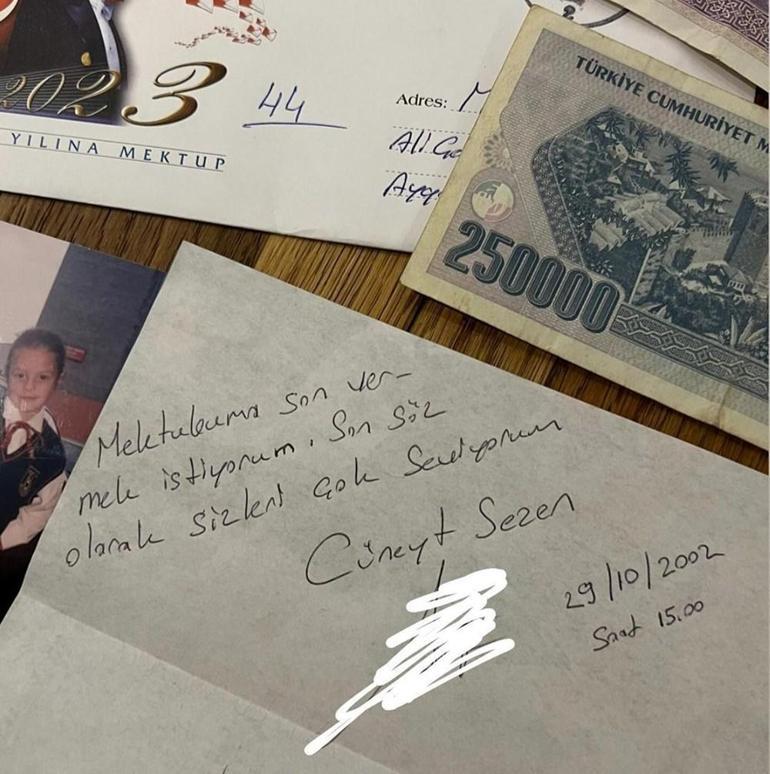 2023
YILINA MEKTUP
44
Adres:
Ali
TÜRKİYE CUMHURİYET M
250000
Mektubuma son ver-
mek istiyorum. Son söz
olarak sizleri çok seviyorum
Cüneyt Sezen
29/10/2002
Saat 15.00